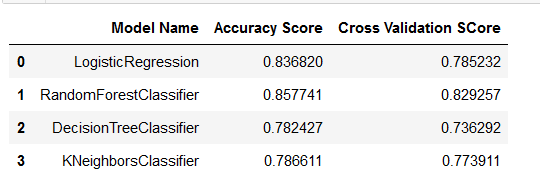 Model Name Accuracy Score Cross Validation SCore
0 LogisticRegression 0.836820 0.785232
1 RandomForestClassifier 0.857741 0.829257
2 DecisionTreeClassifier 0.782427 0.736292
3 KNeighborsClassifier 0.786611 0.773911